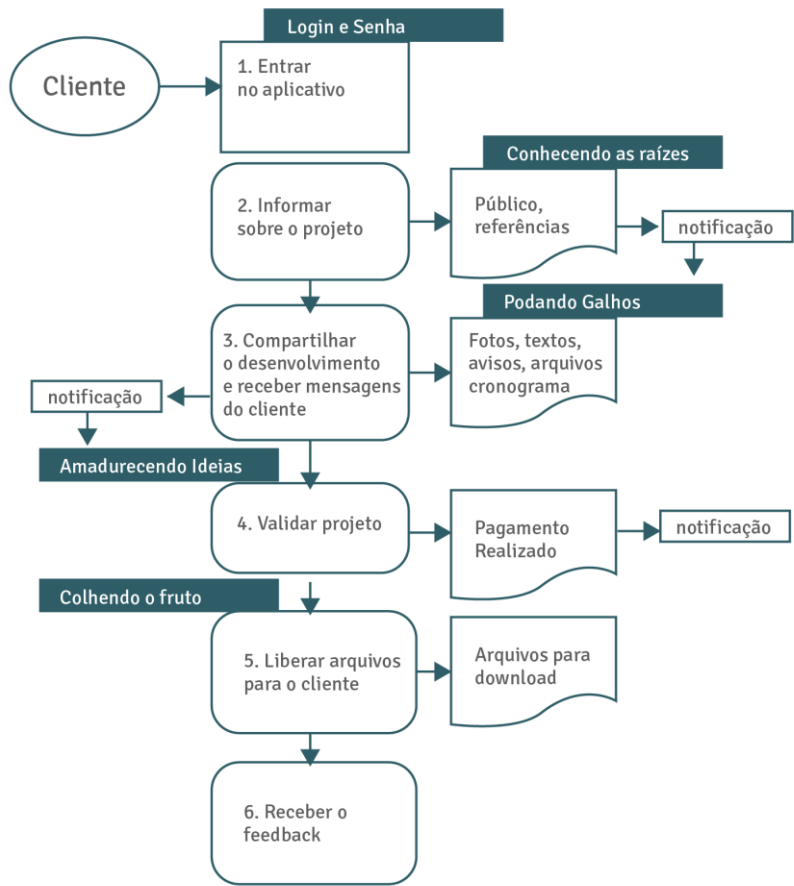 Login e Senha
Cliente
1. Entrar
no aplicativo
Conhecendo as raízes
2. Informar
sobre o projeto
Público,
referências
notificação
Podando Galhos
3. Compartilhar
o desenvolvimento
e receber mensagens
do cliente
Fotos, textos,
avisos, arquivos
cronograma
notificação
Amadurecendo Ideias
4. Validar projeto
Pagamento
Realizado
notificação
Colhendo o fruto
5. Liberar arquivos
para o cliente
Arquivos para
download
6. Receber o
feedback